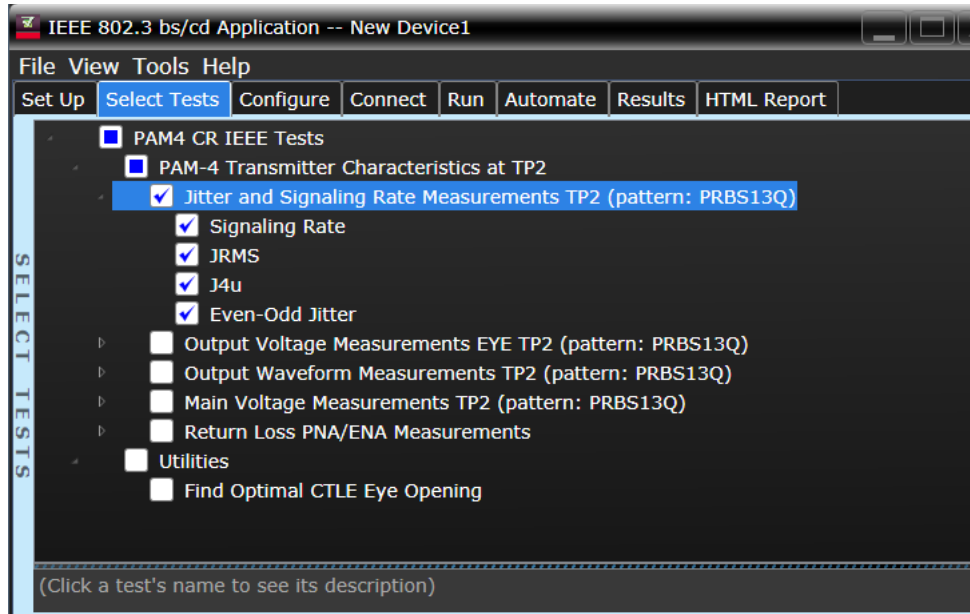 IEEE 802.3 bs/cd Application -- New Device1
File View Tools Help
Set Up Select Tests Configure Connect Run Automate Results HTML Report
SELECT TESTS
PAM4 CR IEEE Tests
PAM-4 Transmitter Characteristics at TP2
Jitter and Signaling Rate Measurements TP2 (pattern: PRBS13Q)
Signaling Rate
JRMS
J4u
Even-Odd Jitter
Output Voltage Measurements EYE TP2 (pattern: PRBS13Q)
Output Waveform Measurements TP2 (pattern: PRBS13Q)
Main Voltage Measurements TP2 (pattern: PRBS13Q)
Return Loss PNA/ENA Measurements
Utilities
Find Optimal CTLE Eye Opening
(Click a test's name to see its description)